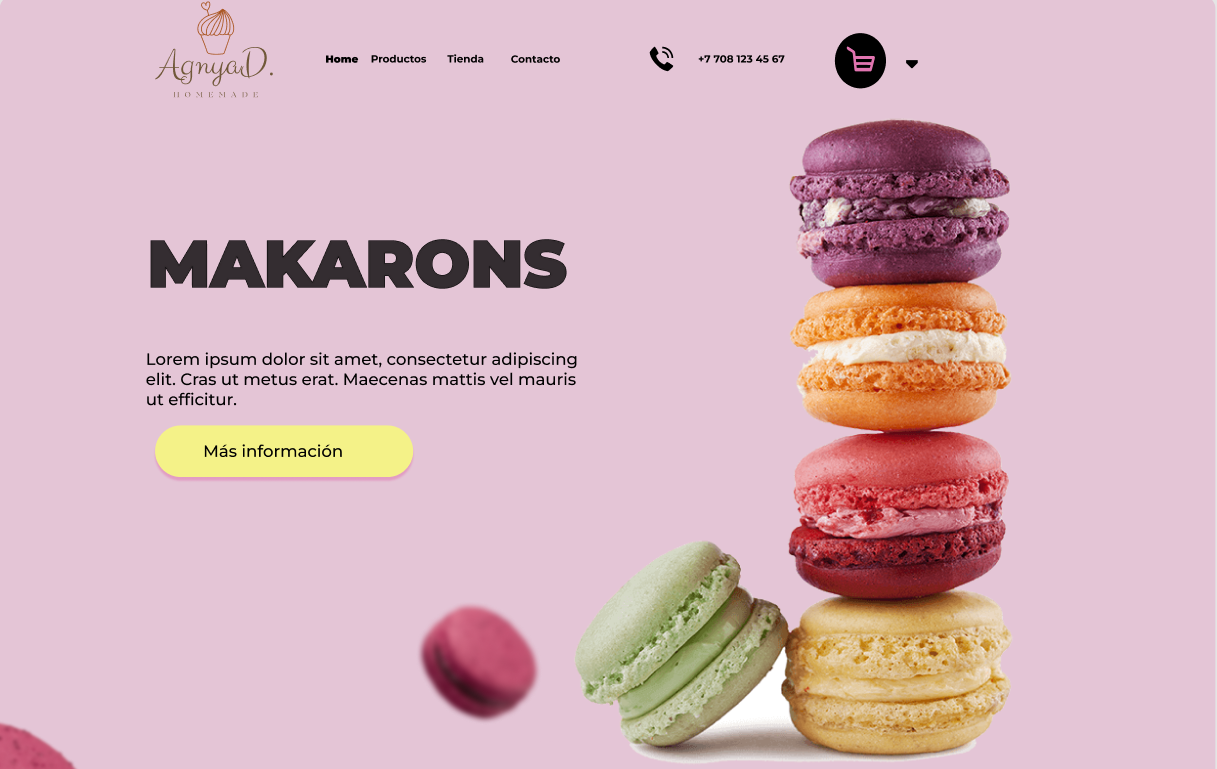 AgnyaD.
HOMEMADE
Home Productos Tienda Contacto
+7 708 123 45 67
MAKARONS
Lorem ipsum dolor sit amet, consectetur adipiscing
elit. Cras ut metus erat. Maecenas mattis vel mauris
ut efficitur.
Más información